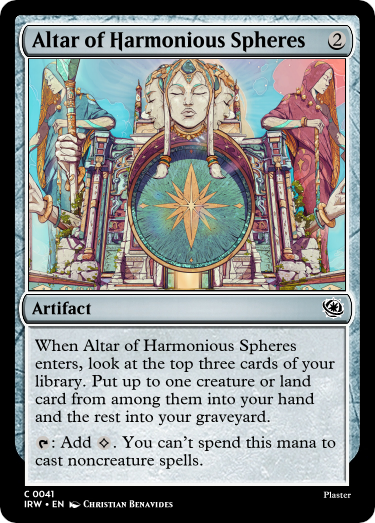 Altar of Harmonious Spheres 2
Artifact
When Altar of Harmonious Spheres
enters, look at the top three cards of your
library. Put up to one creature or land
card from among them into your hand
and the rest into your graveyard.
: Add . You can't spend this mana to
cast noncreature spells.
C 0041
IRW • EN Christian Benavides
Plaster